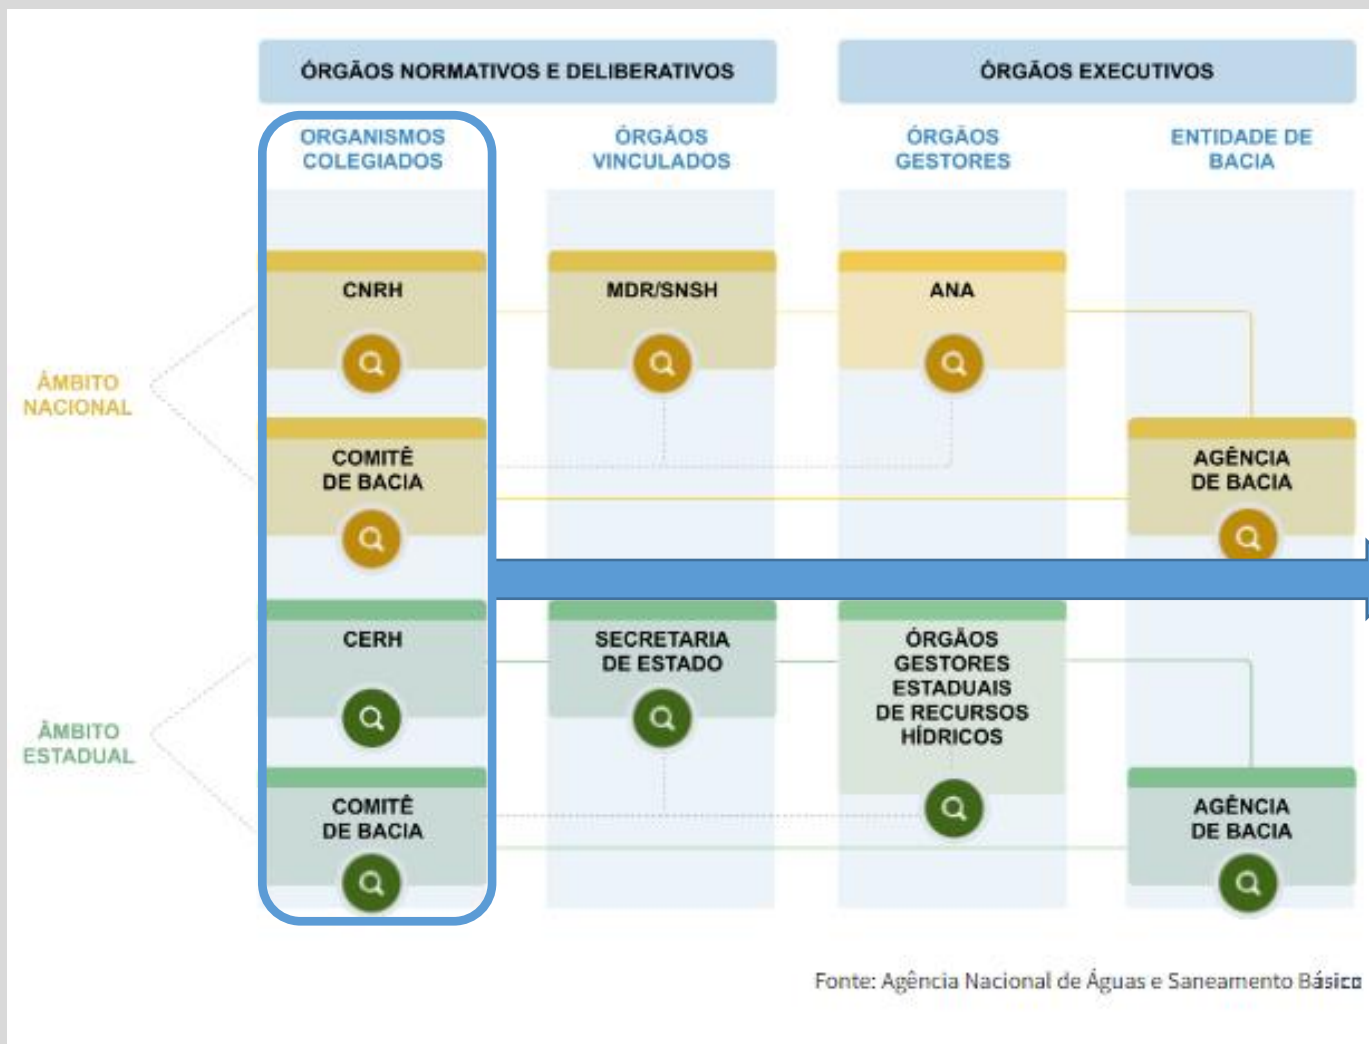 ÓRGÃOS NORMATIVOS E DELIBERATIVOS
ÓRGÃOS EXECUTIVOS
ORGANISMOS
COLEGIADOS
ÓRGÃOS
VINCULADOS
ÓRGÃOS
GESTORES
ENTIDADE DE
BACIA
ÂMBITO
NACIONAL
CNRH
MDR/SNSH
ANA
COMITÊ
DE BACIA
AGÊNCIA
DE BACIA
ÂMBITO
ESTADUAL
CERH
SECRETARIA
DE ESTADO
ÓRGÃOS
GESTORES
ESTADUAIS
DE RECURSOS
HÍDRICOS
COMITÊ
DE BACIA
AGÊNCIA
DE BACIA
Fonte: Agência Nacional de Águas e Saneamento Básico